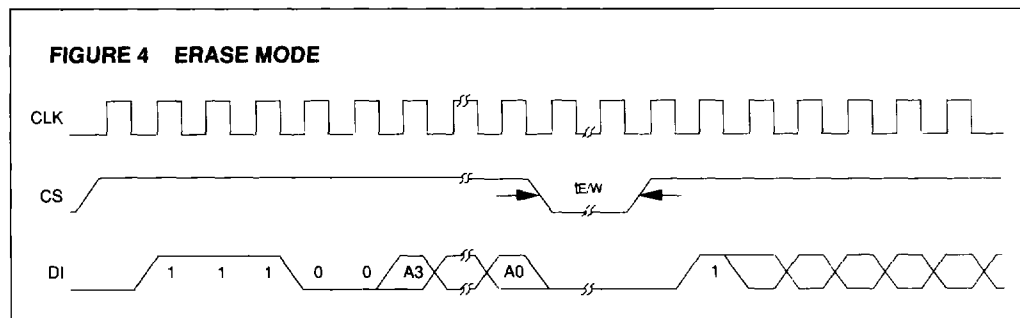 FIGURE 4 ERASE MODE
CLK
CS
tE/W
DI 1 1 1 0 0 A3 A0 1